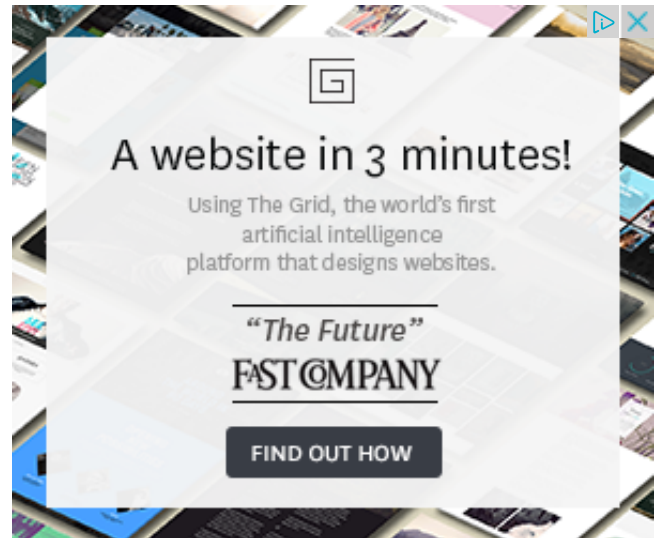 A website in 3 minutes!
Using The Grid, the world's first
artificial intelligence
platform that designs websites.
“The Future”
FAST COMPANY
FIND OUT HOW